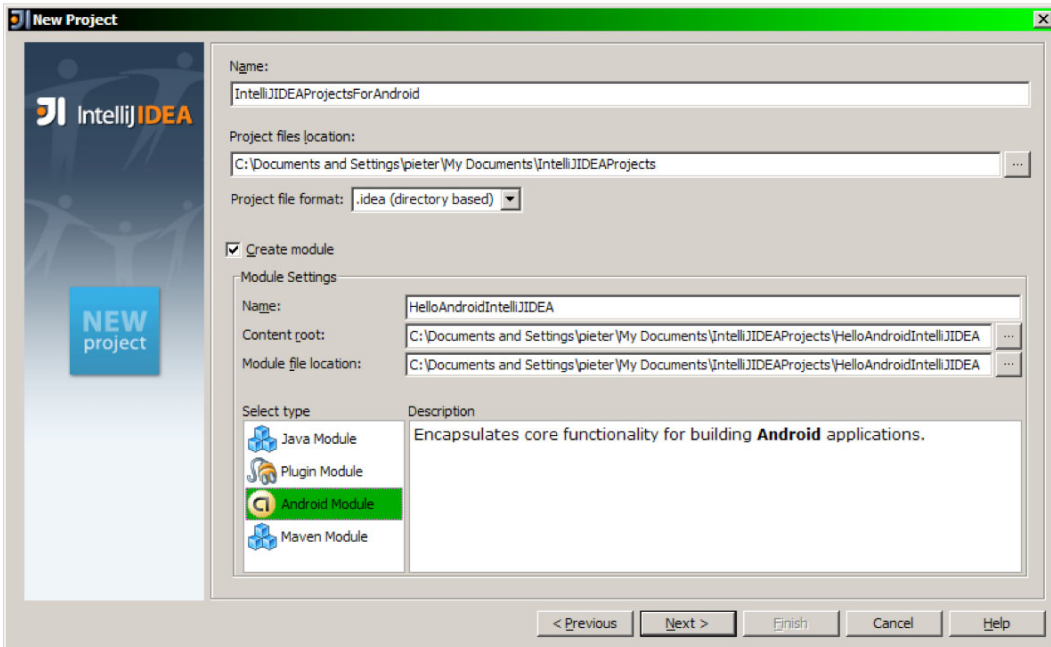 New Project
IntelliJIDEA
NEW
project
Name:
IntelliJIDEAProjectsForAndroid
Project files location:
C:\Documents and Settings\pieter\My Documents\IntelliJIDEAProjects
...
Project file format: .idea (directory based)
Create module
Module Settings
Name: HelloAndroidIntelliJIDEA
Content root: C:\Documents and Settings\pieter\My Documents\IntelliJIDEAProjects\HelloAndroidIntelliJIDEA ...
Module file location: C:\Documents and Settings\pieter\My Documents\IntelliJIDEAProjects\HelloAndroidIntelliJIDEA ...
Select type
Java Module
Plugin Module
Android Module
Maven Module
Description
Encapsulates core functionality for building Android applications.
< Previous Next > Finish Cancel Help